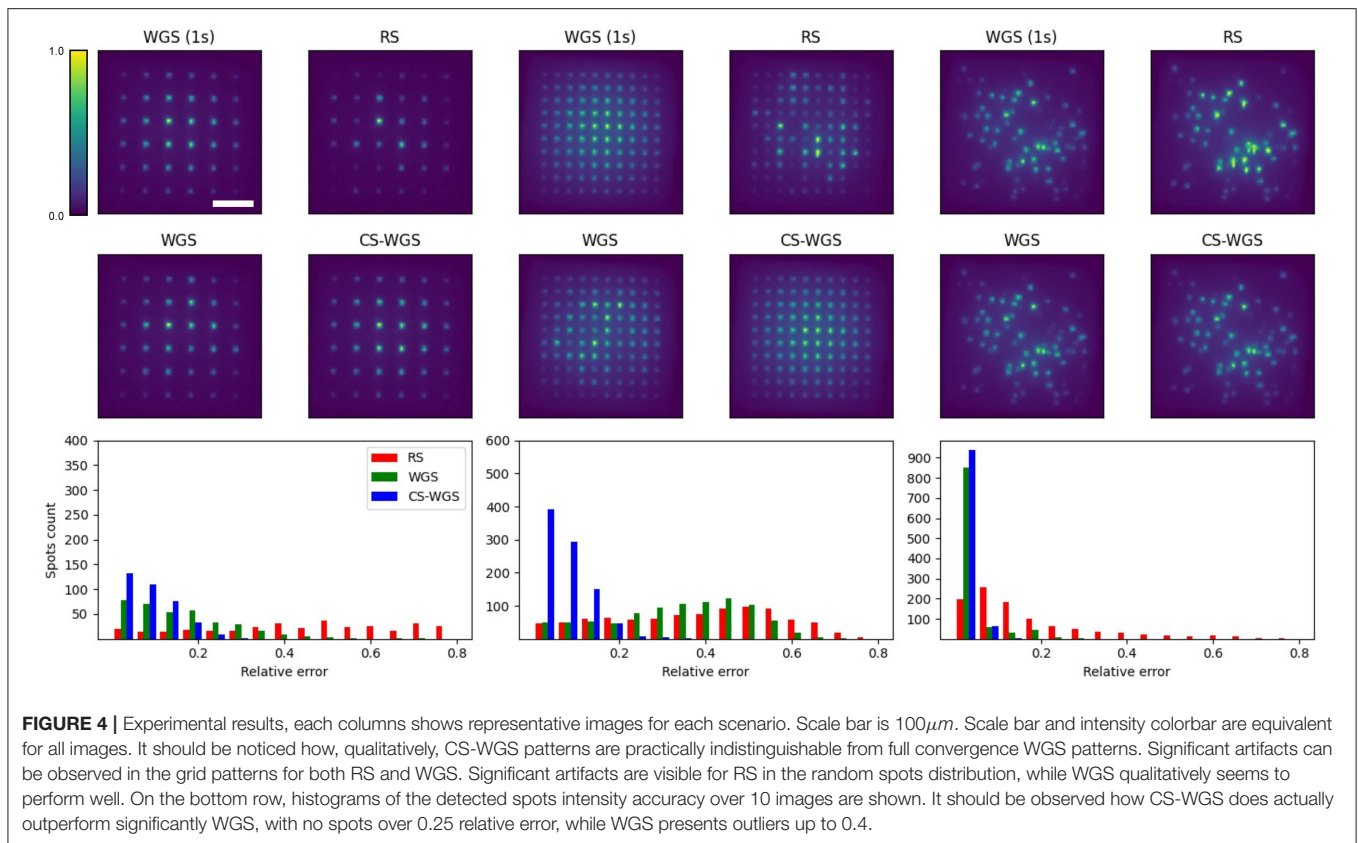 WGS (1s) RS WGS (1s) RS WGS (1s) RS
1.0
0.0
WGS CS-WGS WGS CS-WGS WGS CS-WGS
400
350
300
250
200
150
100
50
Spots count
RS
WGS
CS-WGS
0.2 0.4 0.6 0.8
Relative error
600
500
400
300
200
100
0.2 0.4 0.6 0.8
Relative error
900
800
700
600
500
400
300
200
100
0.2 0.4 0.6 0.8
Relative error
FIGURE 4 | Experimental results, each columns shows representative images for each scenario. Scale bar is 100μm. Scale bar and intensity colorbar are equivalent
for all images. It should be noticed how, qualitatively, CS-WGS patterns are practically indistinguishable from full convergence WGS patterns. Significant artifacts can
be observed in the grid patterns for both RS and WGS. Significant artifacts are visible for RS in the random spots distribution, while WGS qualitatively seems to
perform well. On the bottom row, histograms of the detected spots intensity accuracy over 10 images are shown. It should be observed how CS-WGS does actually
outperform significantly WGS, with no spots over 0.25 relative error, while WGS presents outliers up to 0.4.